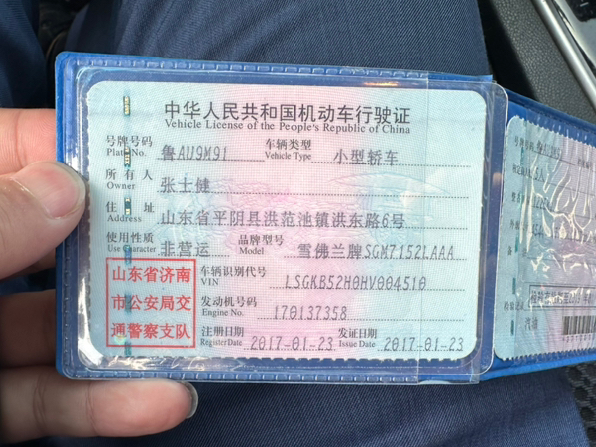 中华人民共和国机动车行驶证
Vehicle License of the People's Republic of China
号牌号码 鲁AU9M91 车辆类型 小型轿车
Plate No. Vehicle Type
所有人 张士健
Owner
住址 山东省平阴县洪范池镇洪东路6号
Address
使用性质 非营运 品牌型号 雪佛兰牌SGM7152LAAA
Use Character Model
山东省济南
市公安局交
通警察支队
车辆识别代号 LSGKB52H0HV004510
VIN
发动机号码 170137358
Engine No.
注册日期 2017-01-23 发证日期 2017-01-23
Register Date Issue Date